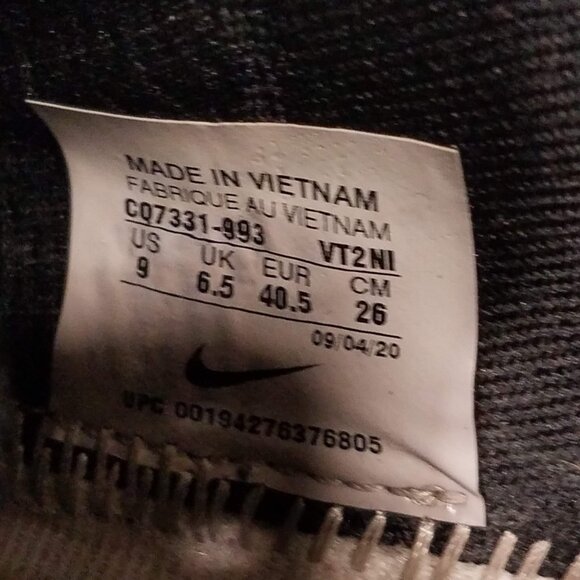 MADE IN VIETNAM
FABRIQUE AU VIETNAM
CQ7331-993 VT2NI
US UK EUR CM
9 6.5 40.5 26
09/04/20
UPC 00194276376805